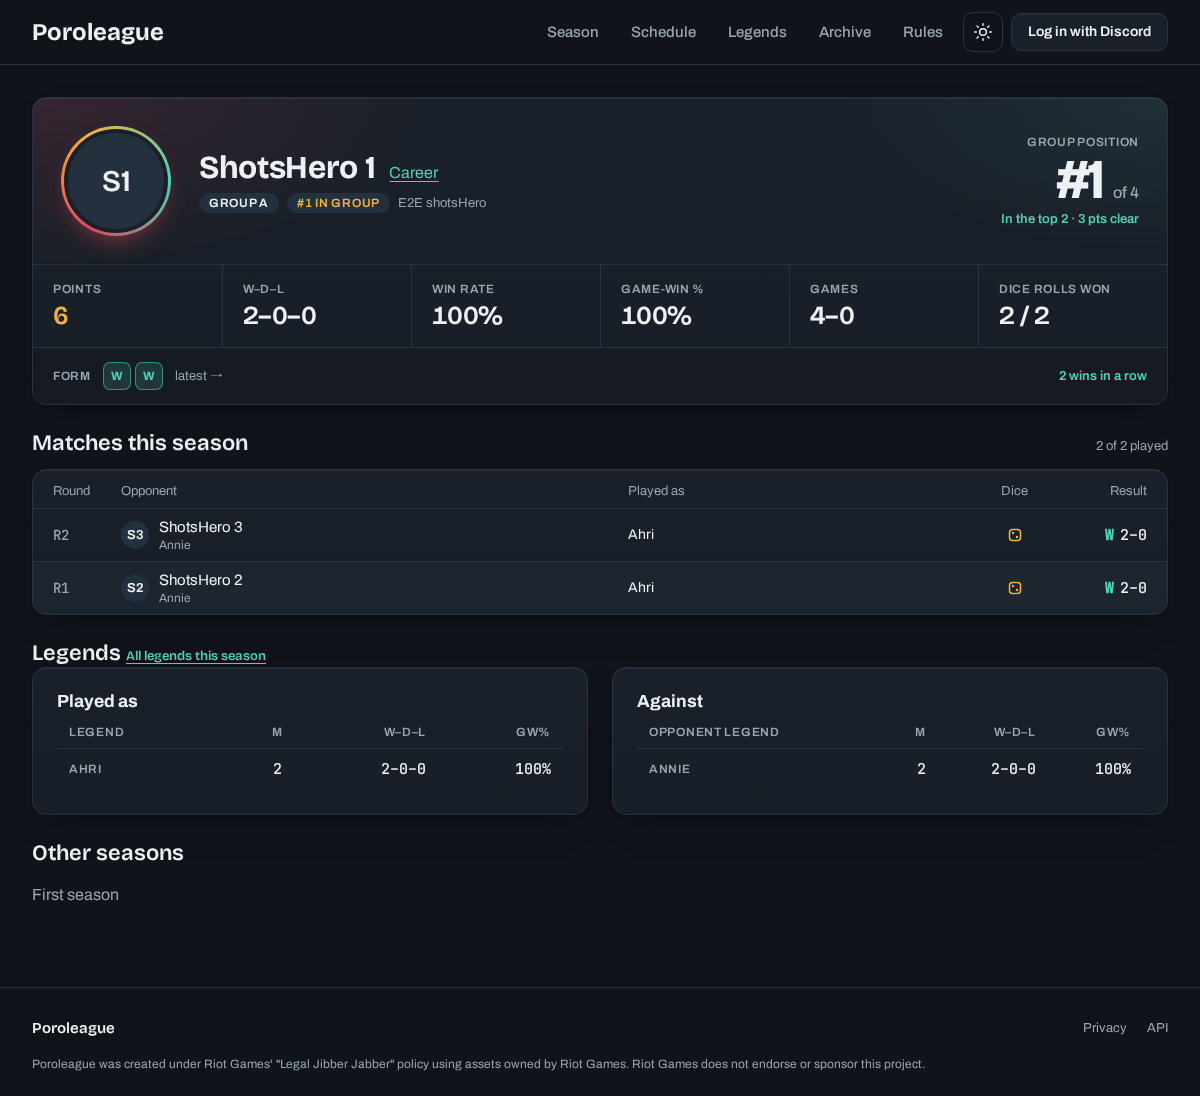 Poroleague
Season Schedule Legends Archive Rules Log in with Discord
S1
ShotsHero 1 Career
GROUP A #1 IN GROUP E2E shotsHero
GROUP POSITION
#1 of 4
In the top 2 · 3 pts clear
POINTS W–D–L WIN RATE GAME-WIN % GAMES DICE ROLLS WON
6 2–0–0 100% 100% 4–0 2 / 2
FORM W W latest → 2 wins in a row
Matches this season 2 of 2 played
Round Opponent Played as Dice Result
R2 S3 ShotsHero 3 Ahri W 2–0
Annie
R1 S2 ShotsHero 2 Ahri W 2–0
Annie
Legends All legends this season
Played as
LEGEND M W–D–L GW%
AHRI 2 2–0–0 100%
Against
OPPONENT LEGEND M W–D–L GW%
ANNIE 2 2–0–0 100%
Other seasons
First season
Poroleague Privacy API
Poroleague was created under Riot Games' "Legal Jibber Jabber" policy using assets owned by Riot Games. Riot Games does not endorse or sponsor this project.